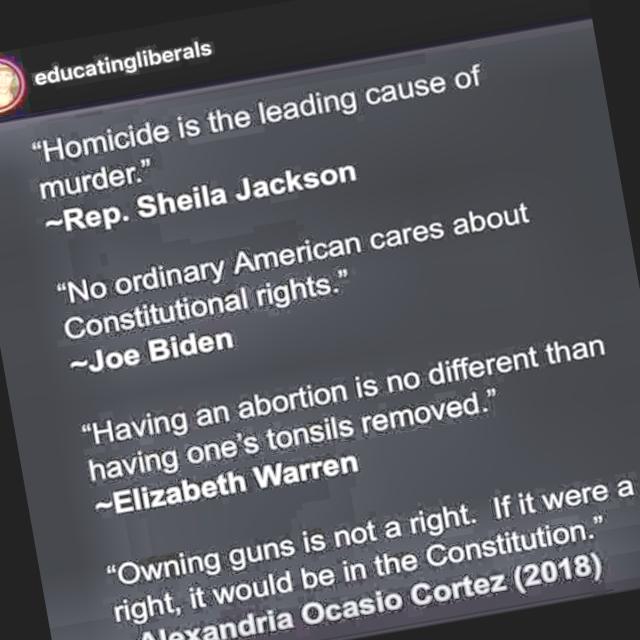 educatingliberals
“Homicide is the leading cause of
murder.”
~Rep. Sheila Jackson
“No ordinary American cares about
Constitutional rights.”
~Joe Biden
“Having an abortion is no different than
having one’s tonsils removed.”
~Elizabeth Warren
“Owning guns is not a right.  If it were a
right, it would be in the Constitution.”
Alexandria Ocasio Cortez (2018)